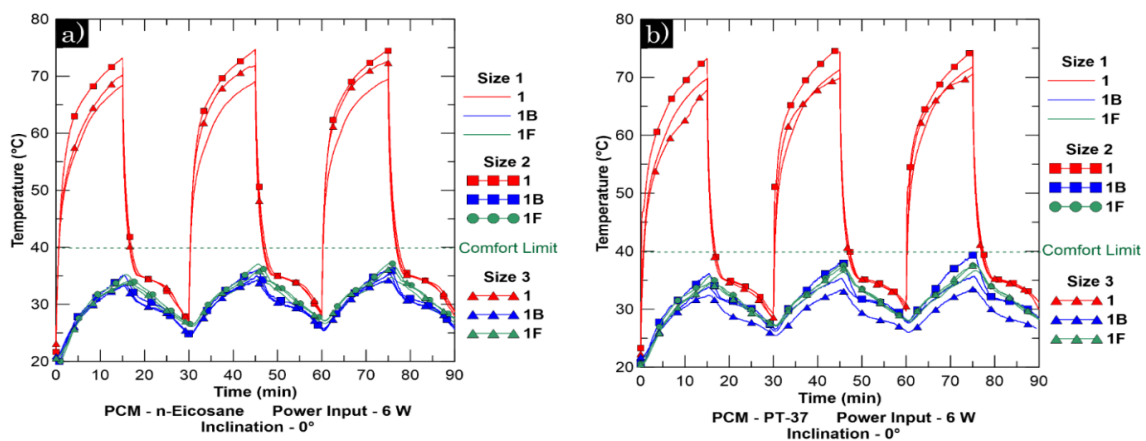 a)
Temperature (°C)
80
70
60
50
40
30
20
0 10 20 30 40 50 60 70 80 90
Time (min)
PCM - n-Eicosane Power Input - 6 W
Inclination - 0°
Size 1
1
1B
1F
Size 2
1
1B
1F
Comfort Limit
Size 3
1
1B
1F
b)
Temperature (°C)
80
70
60
50
40
30
20
0 10 20 30 40 50 60 70 80 90
Time (min)
PCM - PT-37 Power Input - 6 W
Inclination - 0°
Size 1
1
1B
1F
Size 2
1
1B
1F
Comfort Limit
Size 3
1
1B
1F